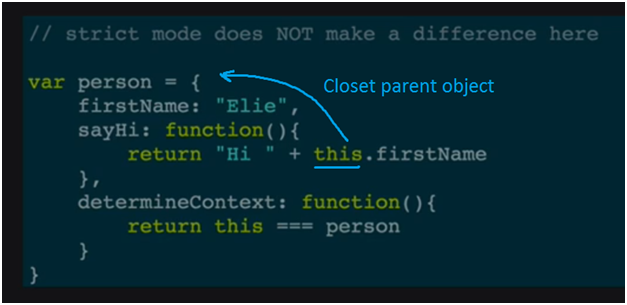 // strict mode does NOT make a difference here
var person = {
Closet parent object
firstName: "Elie",
sayHi: function(){
return "Hi " + this.firstName
},
determineContext: function(){
return this === person
}
}